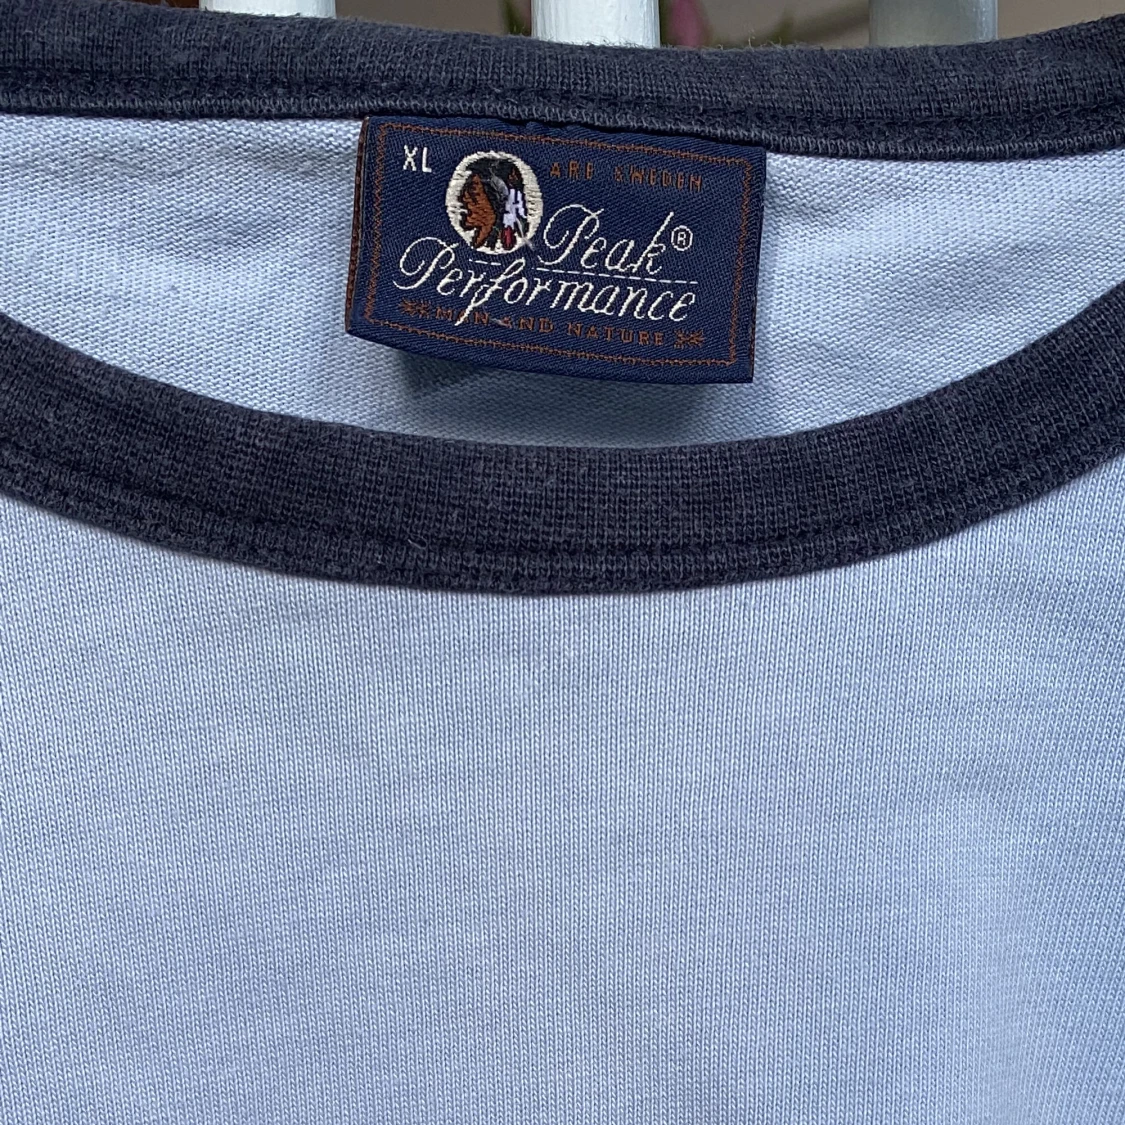 XL
ARE SWEDEN
Peak®
Performance
MAN AND NATURE